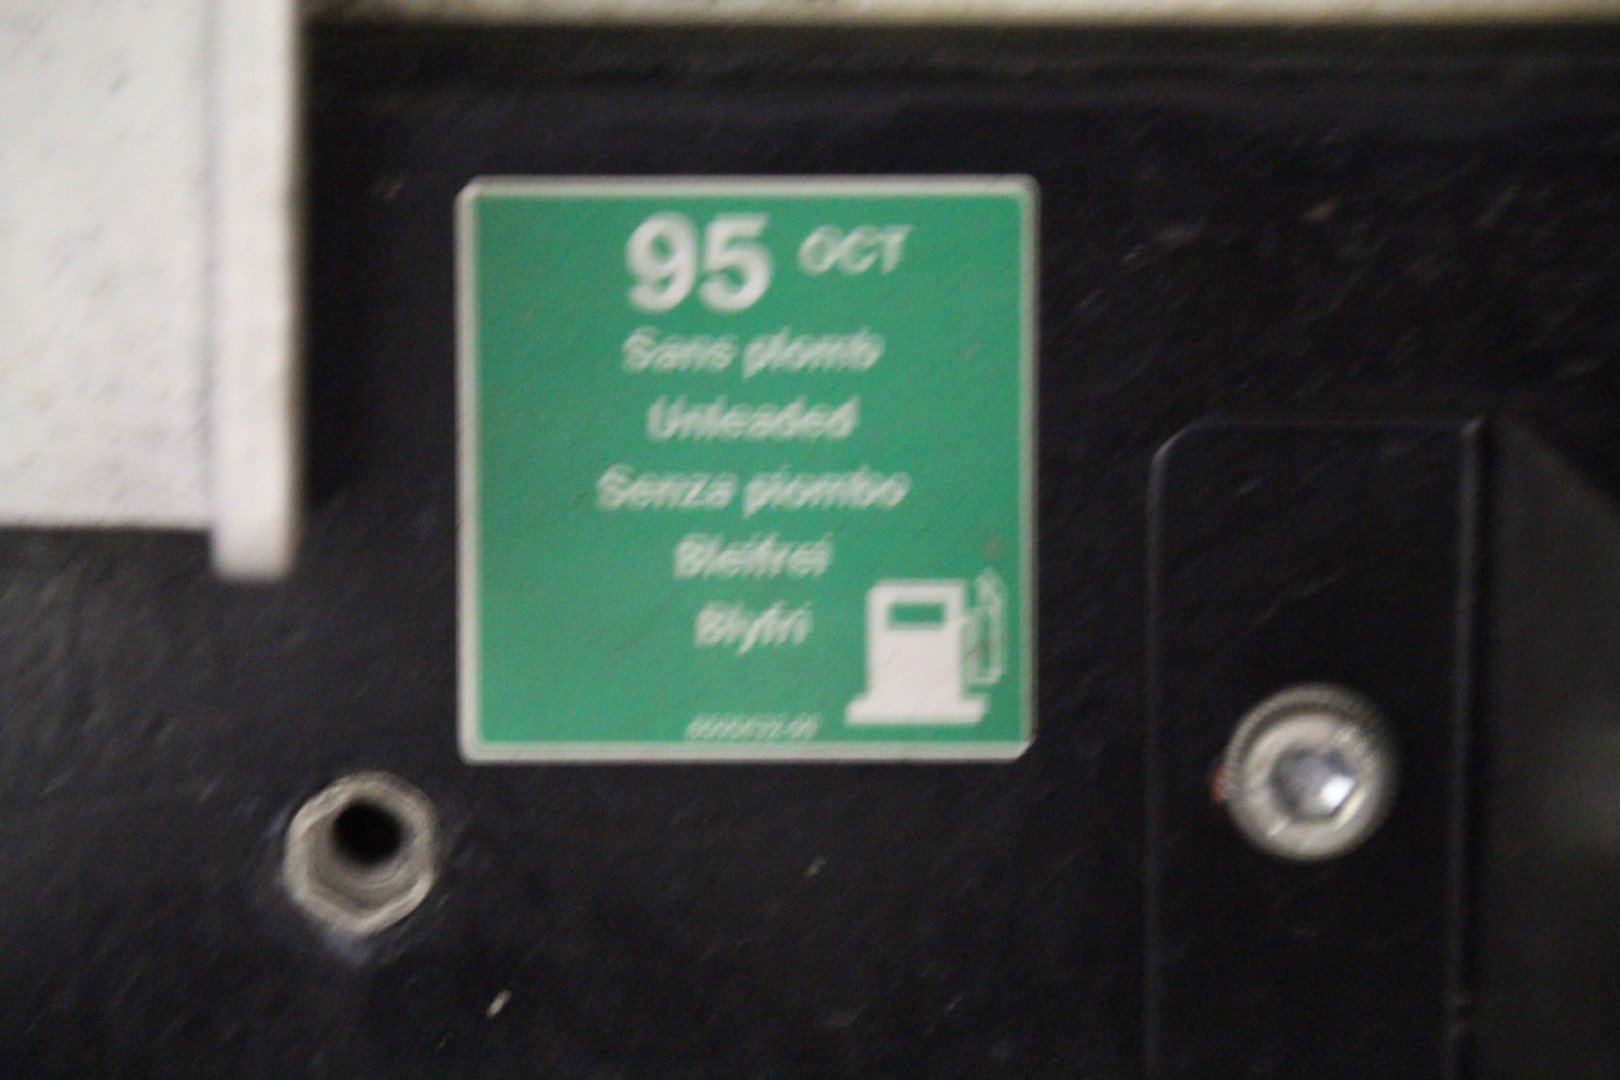 95 OCT
Sans plomb
Unleaded
Senza piombo
Bleifrei
Blyfri